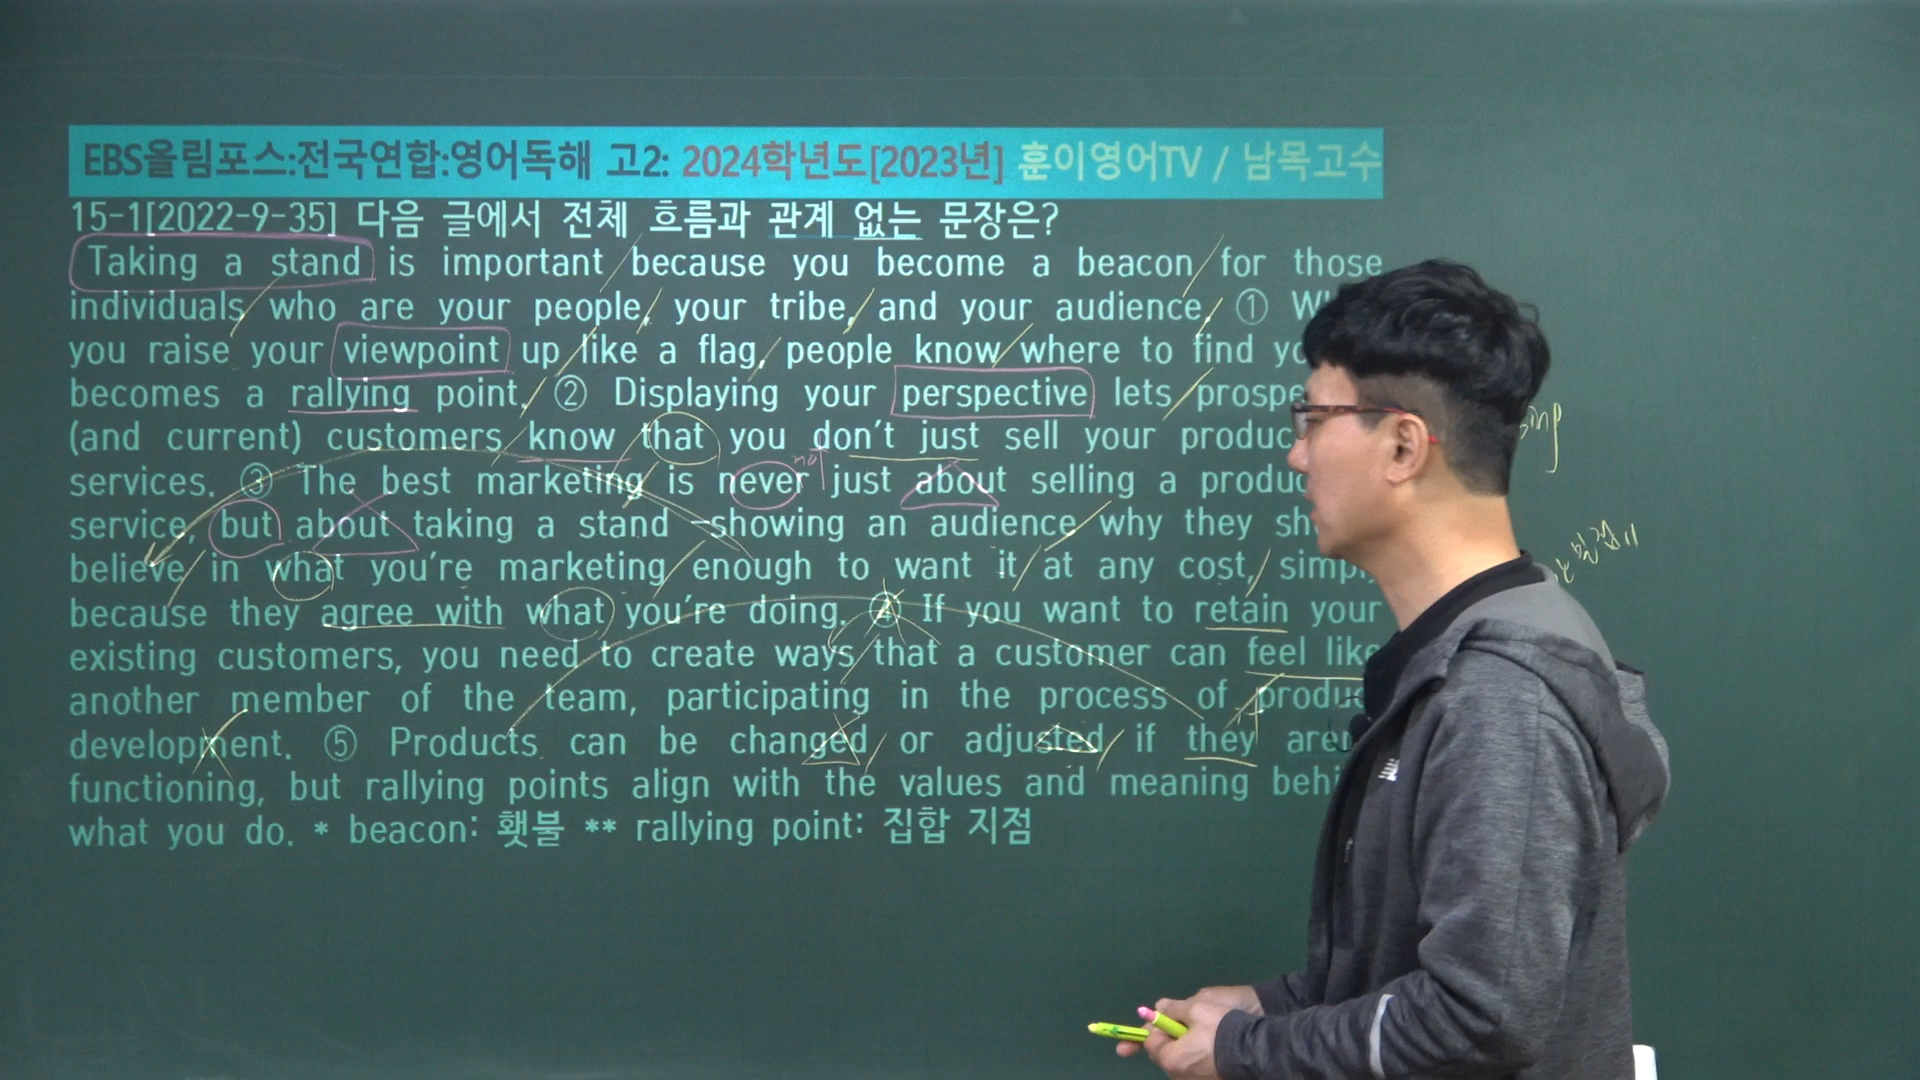 EBS올림포스:전국연합:영어독해 고2: 2024학년도[2023년] 훈이영어TV / 남목고수
15-1[2022-9-35] 다음 글에서 전체 흐름과 관계 없는 문장은?
Taking a stand is important because you become a beacon for those
individuals who are your people, your tribe, and your audience. ①
you raise your viewpoint up like a flag, people know where to find
becomes a rallying point. ② Displaying your perspective lets
(and current) customers know that you don't just sell your
not
services. ③ The best marketing is never just about selling a
service, but about taking a stand —showing an audience why they
believe in what you're marketing enough to want it at any cost,
because they agree with what you're doing. ④ If you want to retain your
existing customers, you need to create ways that a customer can feel like
another member of the team, participating in the process of
development. ⑤ Products can be changed or adjusted if they
functioning, but rallying points align with the values and meaning
what you do. * beacon: 횃불 ** rallying point: 집합 지점